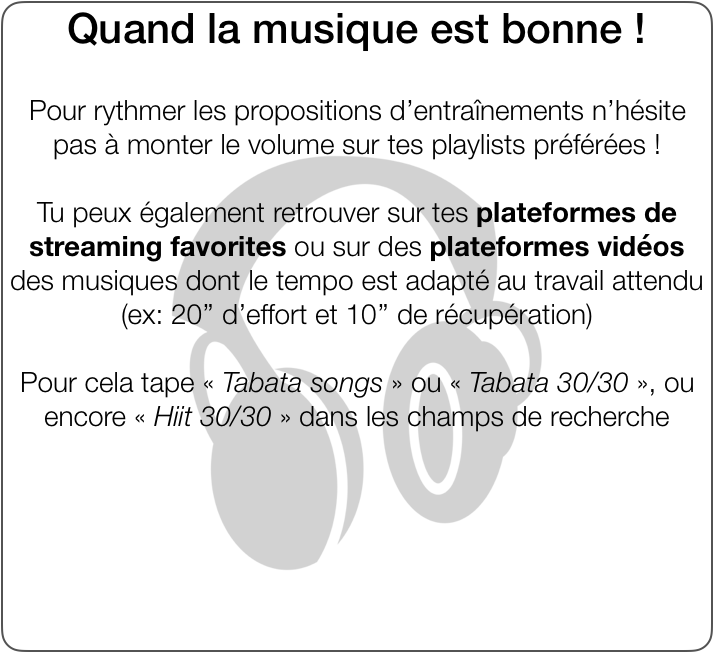 Quand la musique est bonne !
Pour rythmer les propositions d’entraînements n’hésite
pas à monter le volume sur tes playlists préférées !
Tu peux également retrouver sur tes plateformes de
streaming favorites ou sur des plateformes vidéos
des musiques dont le tempo est adapté au travail attendu
(ex: 20” d’effort et 10” de récupération)
Pour cela tape « Tabata songs » ou « Tabata 30/30 », ou
encore « Hiit 30/30 » dans les champs de recherche